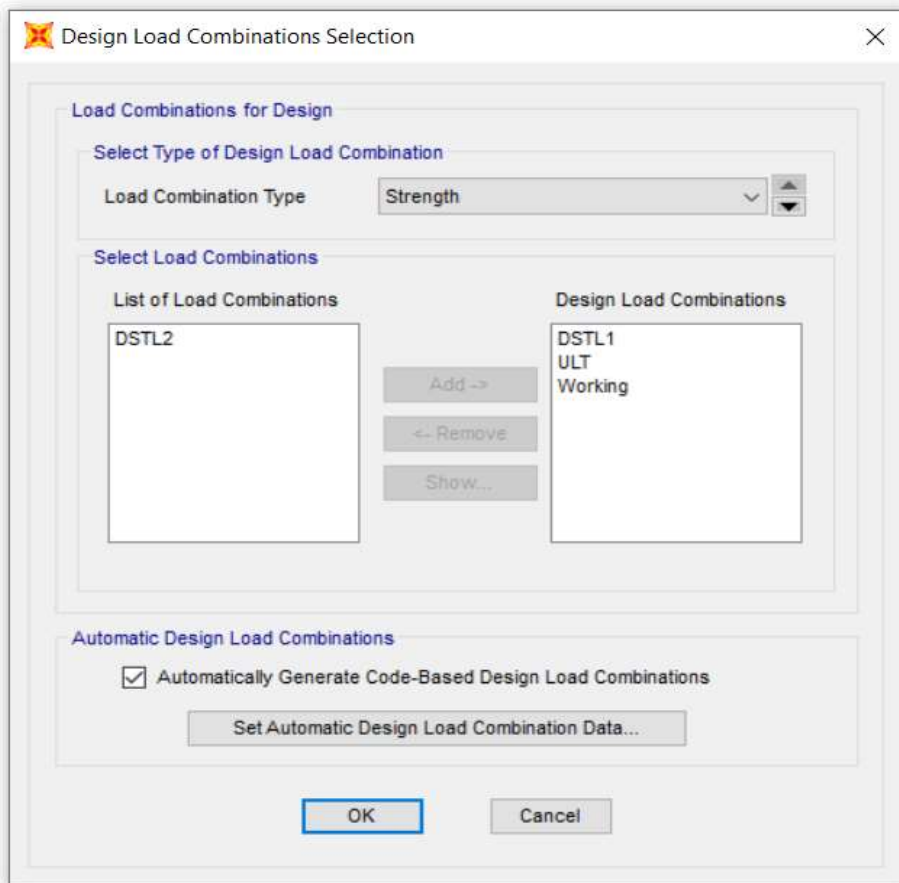 Design Load Combinations Selection
Load Combinations for Design
Select Type of Design Load Combination
Load Combination Type
Strength
Select Load Combinations
List of Load Combinations
Design Load Combinations
DSTL2
DSTL1
ULT
Working
Add ->
<- Remove
Show...
Automatic Design Load Combinations
Automatically Generate Code-Based Design Load Combinations
Set Automatic Design Load Combination Data...
OK
Cancel